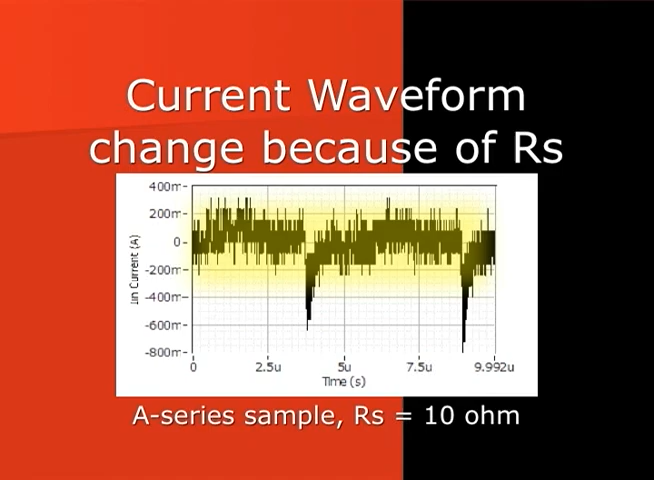 Current Waveform
change because of Rs
400m
200m
0
-200m
-400m
-600m
-800m
Current (A)
0 2.5u 5u 7.5u 9.992u
Time (s)
A-series sample, Rs = 10 ohm